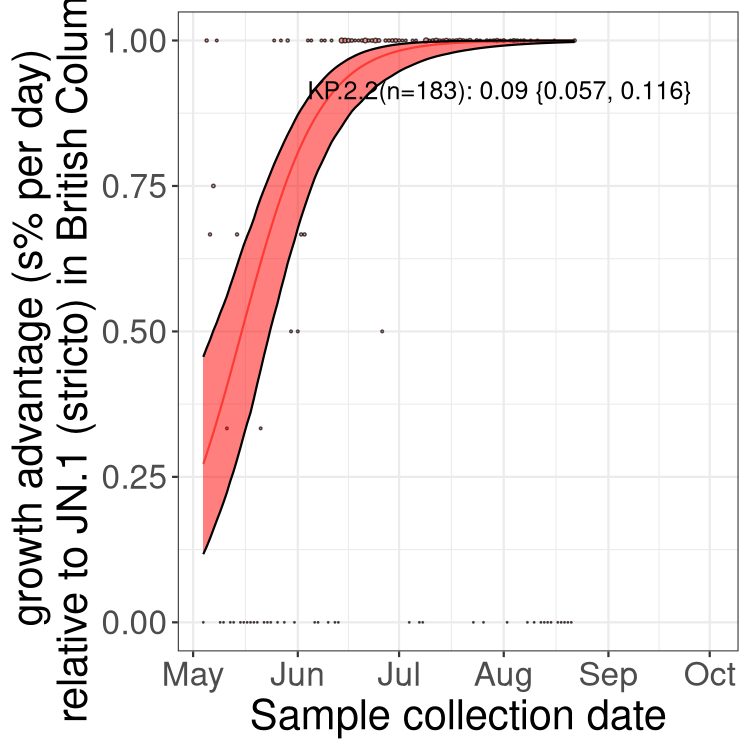 growth advantage (s% per day)
relative to JN.1 (stricto) in British Colum
1.00
0.75
0.50
0.25
0.00
KP.2.2(n=183): 0.09 {0.057, 0.116}
May Jun Jul Aug Sep Oct
Sample collection date